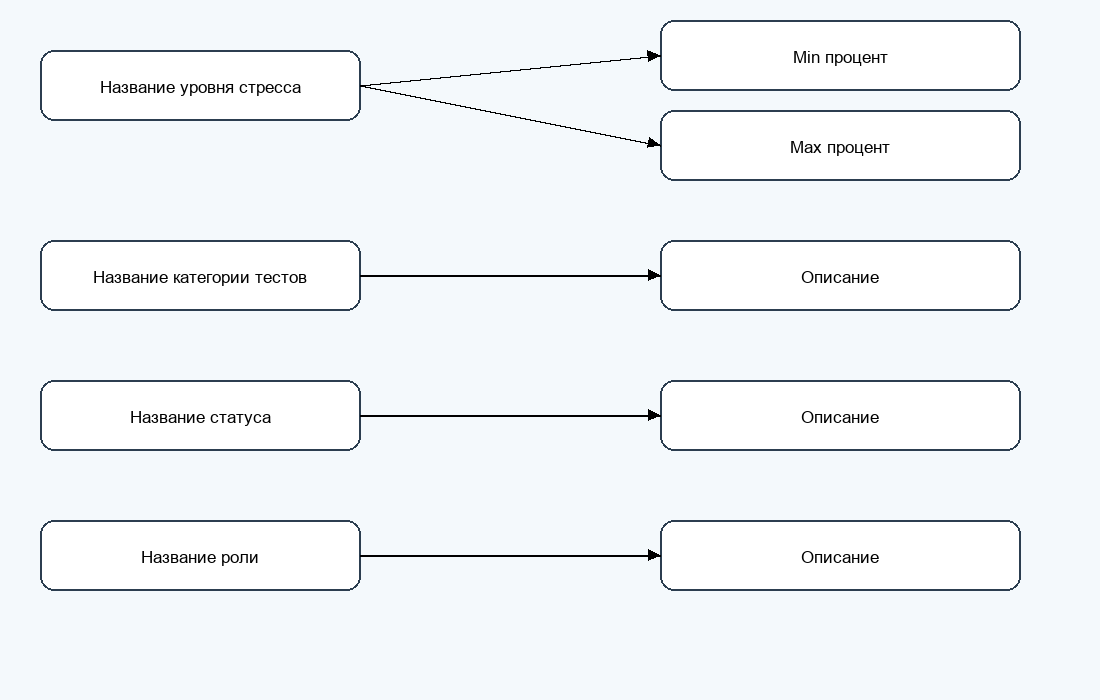 Название уровня стресса
Min процент
Max процент
Название категории тестов
Описание
Название статуса
Описание
Название роли
Описание